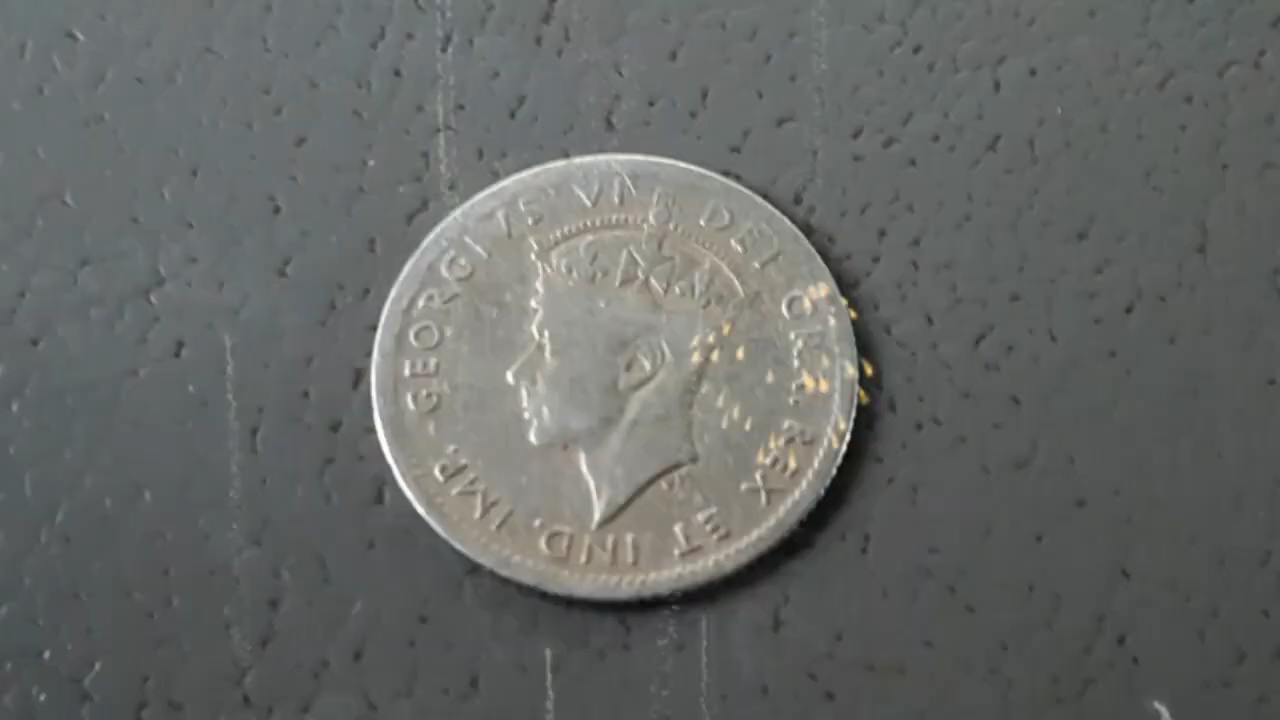 GEORGIVS VI DEI GRA. REX ET IND. IMP.